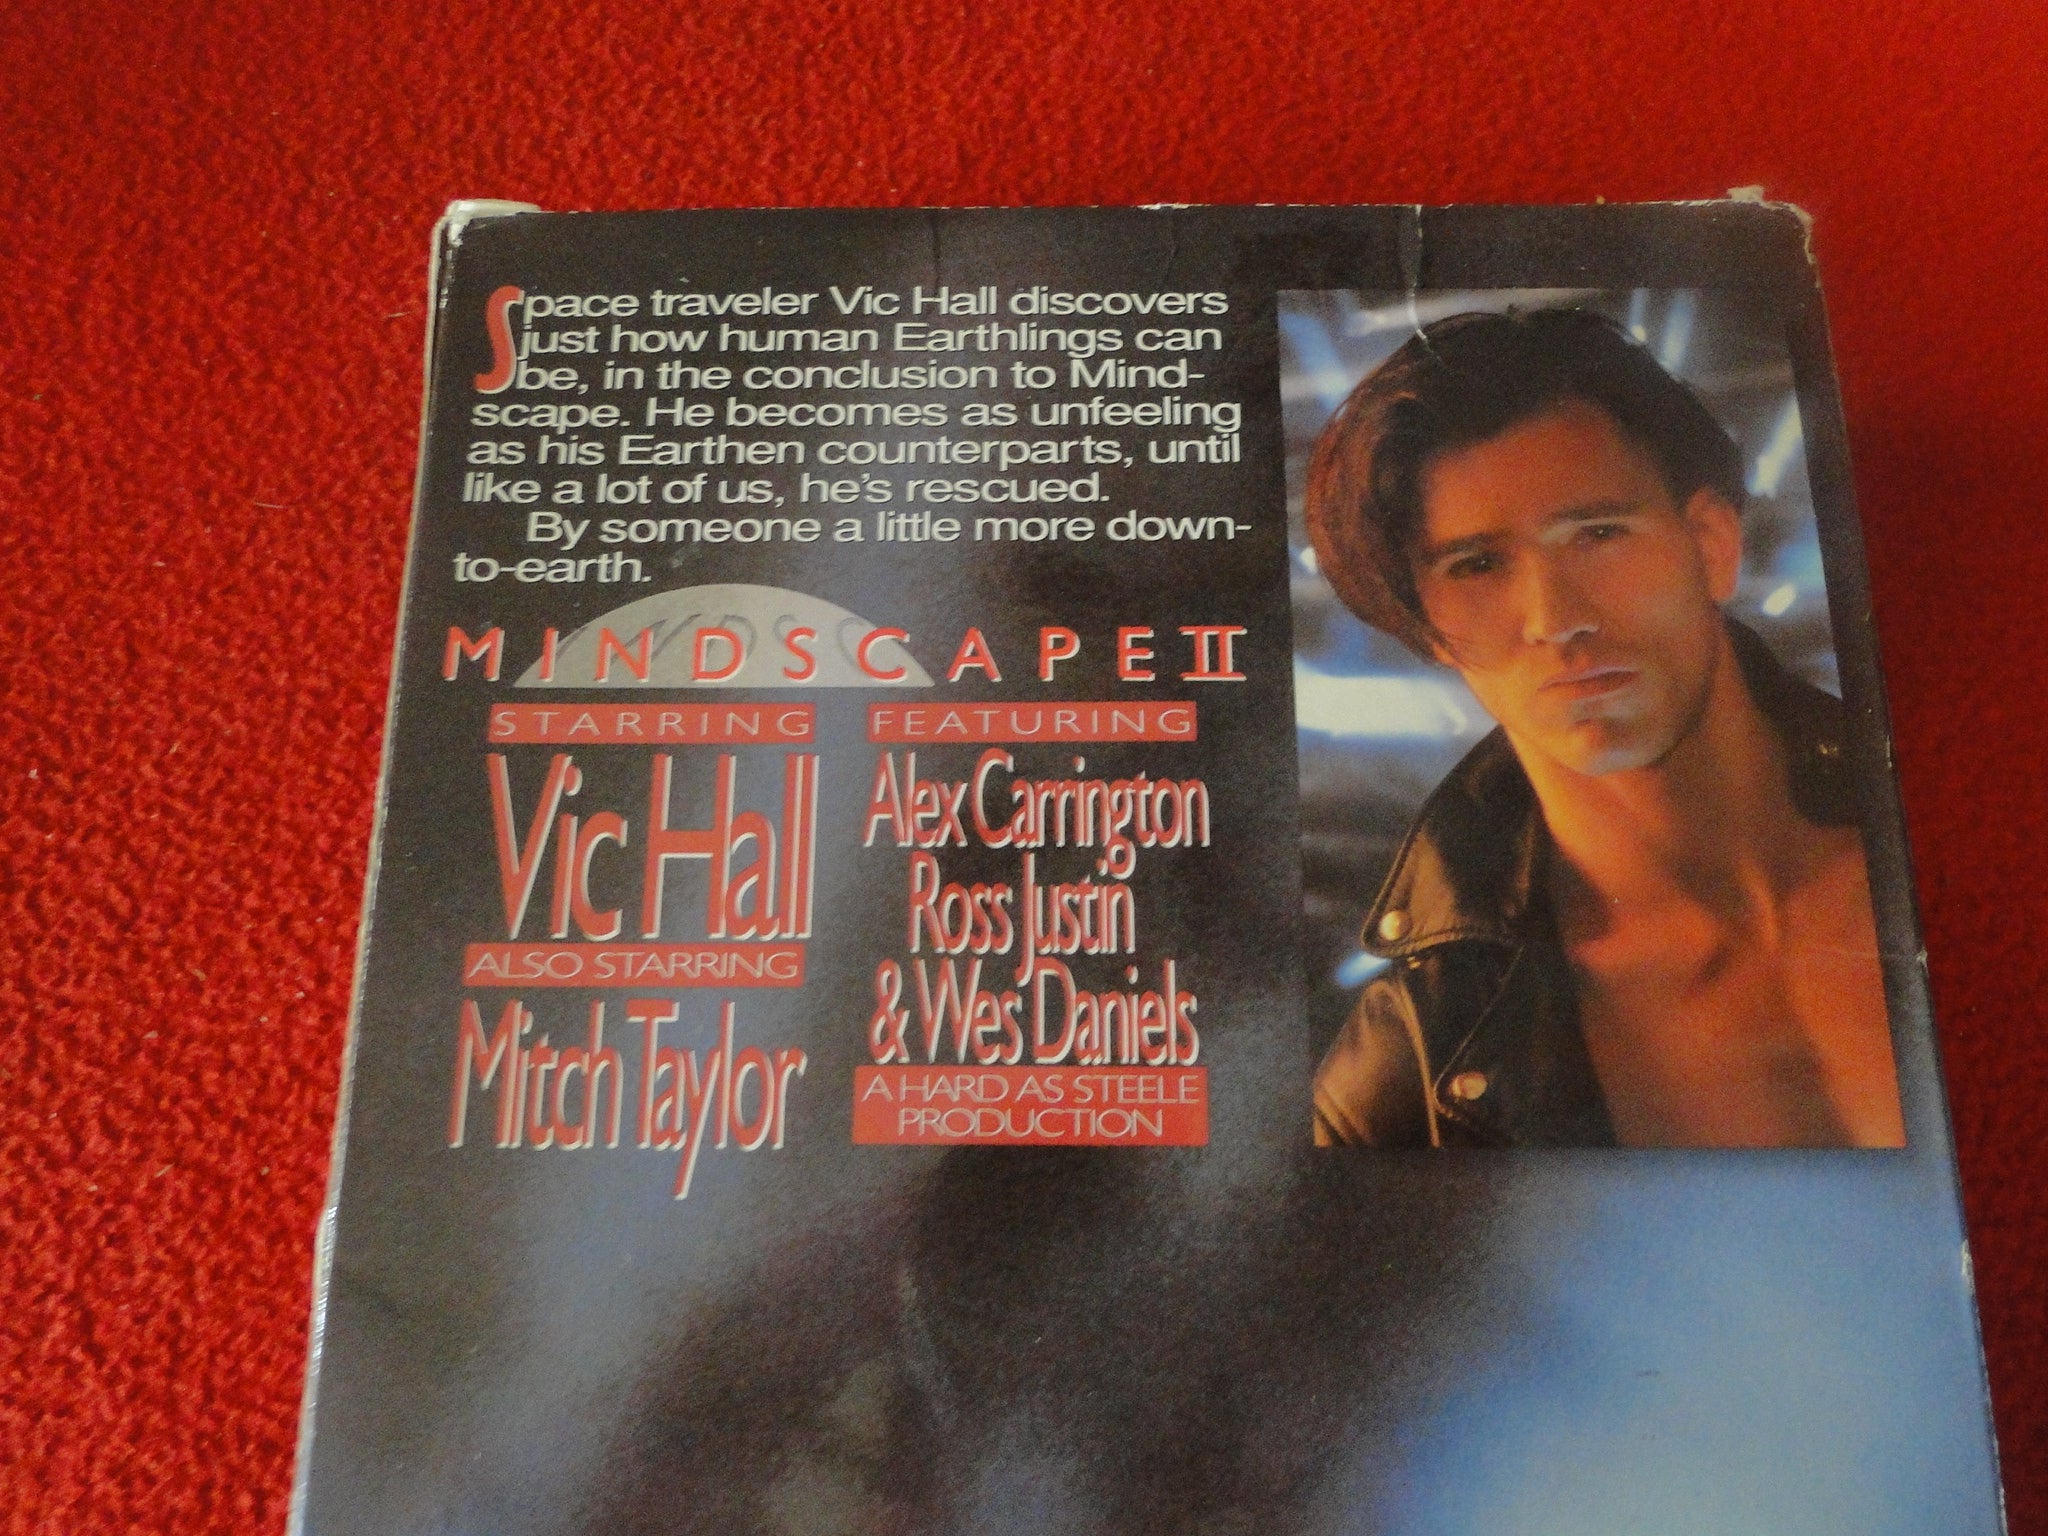 Space traveler Vic Hall discovers
just how human Earthlings can
be, in the conclusion to Mind-
scape. He becomes as unfeeling
as his Earthen counterparts, until
like a lot of us, he's rescued.
By someone a little more down-
to-earth.
MINDSCAPE II
STARRING
Vic Hall
ALSO STARRING
Mitch Taylor
FEATURING
Alex Carrington
Ross Justin
& Wes Daniels
A HARD AS STEELE
PRODUCTION